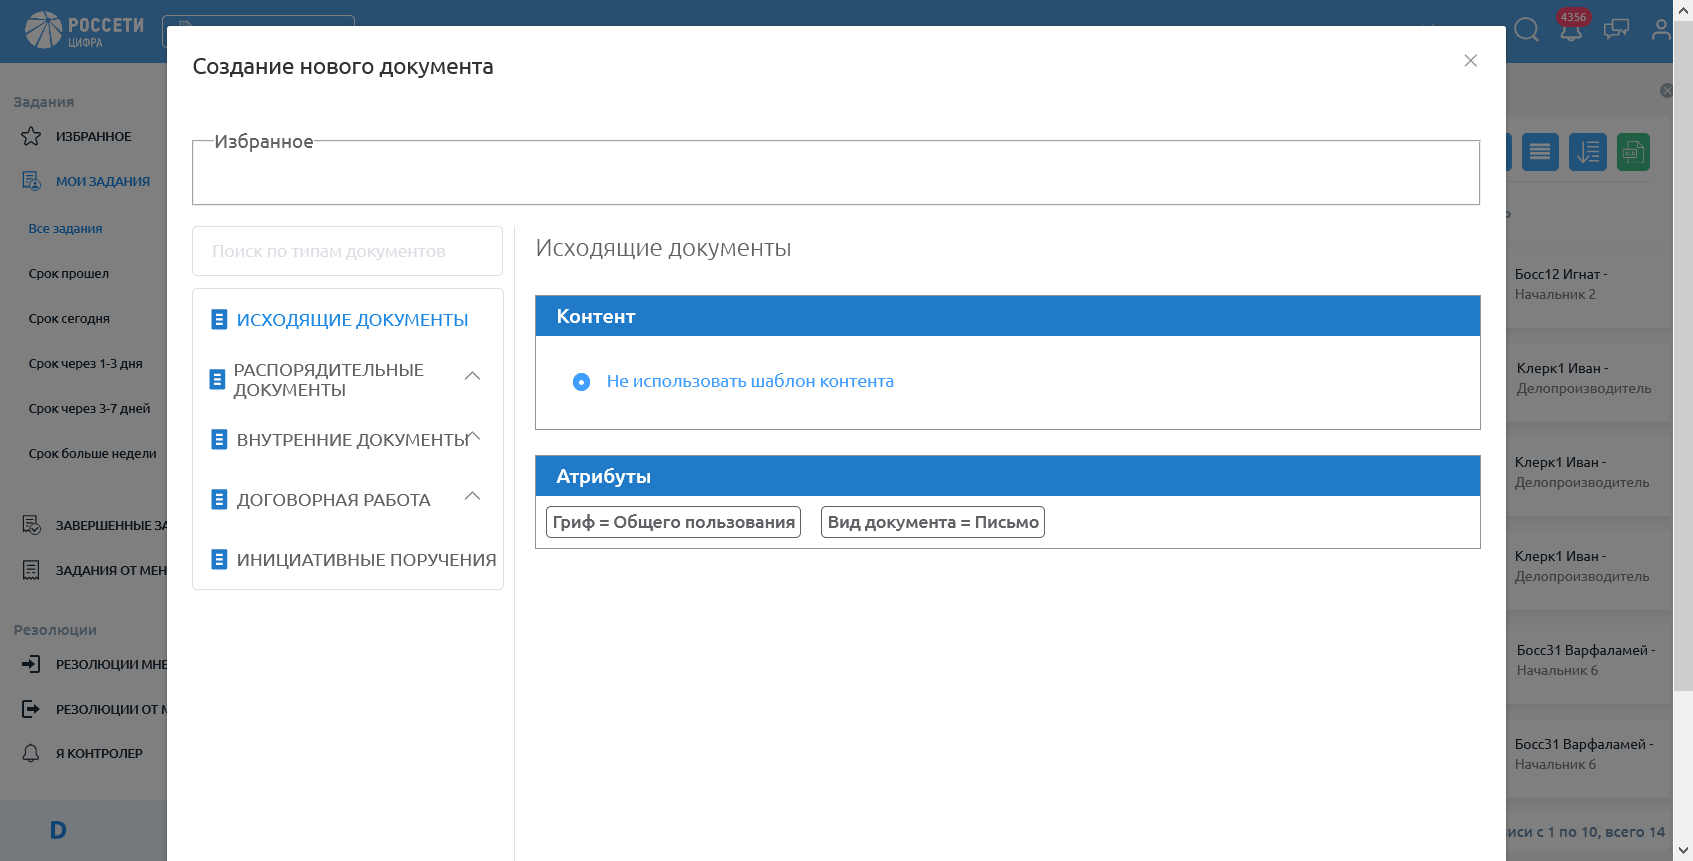 РОССЕТИ
ЦИФРА
4356
Создание нового документа
Задания
ИЗБРАННОЕ
МОИ ЗАДАНИЯ
Все задания
Срок прошел
Срок сегодня
Срок через 1-3 дня
Срок через 3-7 дней
Срок больше недели
ЗАВЕРШЕННЫЕ ЗА
ЗАДАНИЯ ОТ МЕН
Резолюции
РЕЗОЛЮЦИИ МНЕ
РЕЗОЛЮЦИИ ОТ М
Я КОНТРОЛЕР
D
Избранное
Поиск по типам документов
ИСХОДЯЩИЕ ДОКУМЕНТЫ
РАСПОРЯДИТЕЛЬНЫЕ
ДОКУМЕНТЫ
ВНУТРЕННИЕ ДОКУМЕНТЫ
ДОГОВОРНАЯ РАБОТА
ИНИЦИАТИВНЫЕ ПОРУЧЕНИЯ
Исходящие документы
Контент
Не использовать шаблон контента
Атрибуты
Гриф = Общего пользования
Вид документа = Письмо
Босс12 Игнат -
Начальник 2
Клерк1 Иван -
Делопроизводитель
Клерк1 Иван -
Делопроизводитель
Клерк1 Иван -
Делопроизводитель
Босс31 Варфаламей -
Начальник 6
Босс31 Варфаламей -
Начальник 6
иси с 1 по 10, всего 14